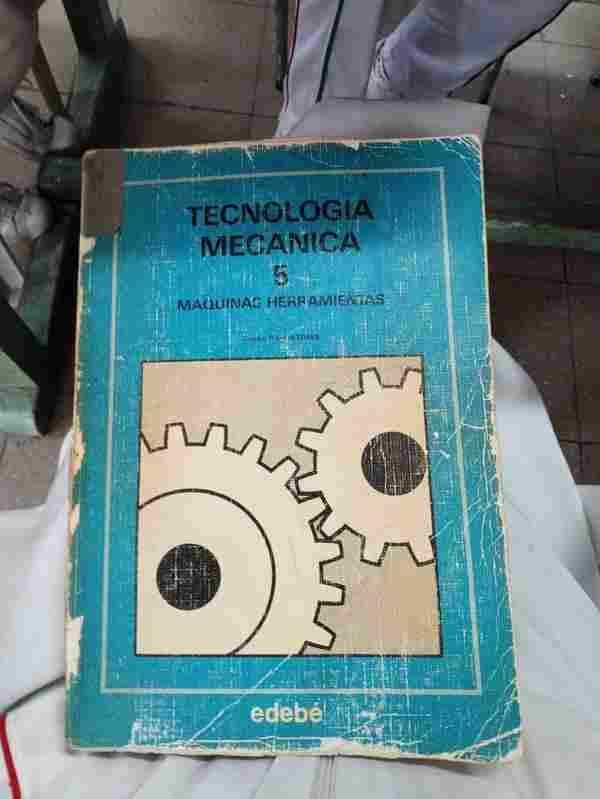 TECNOLOGIA
MECANICA
5
MAQUINAS HERRAMIENTAS
edebé